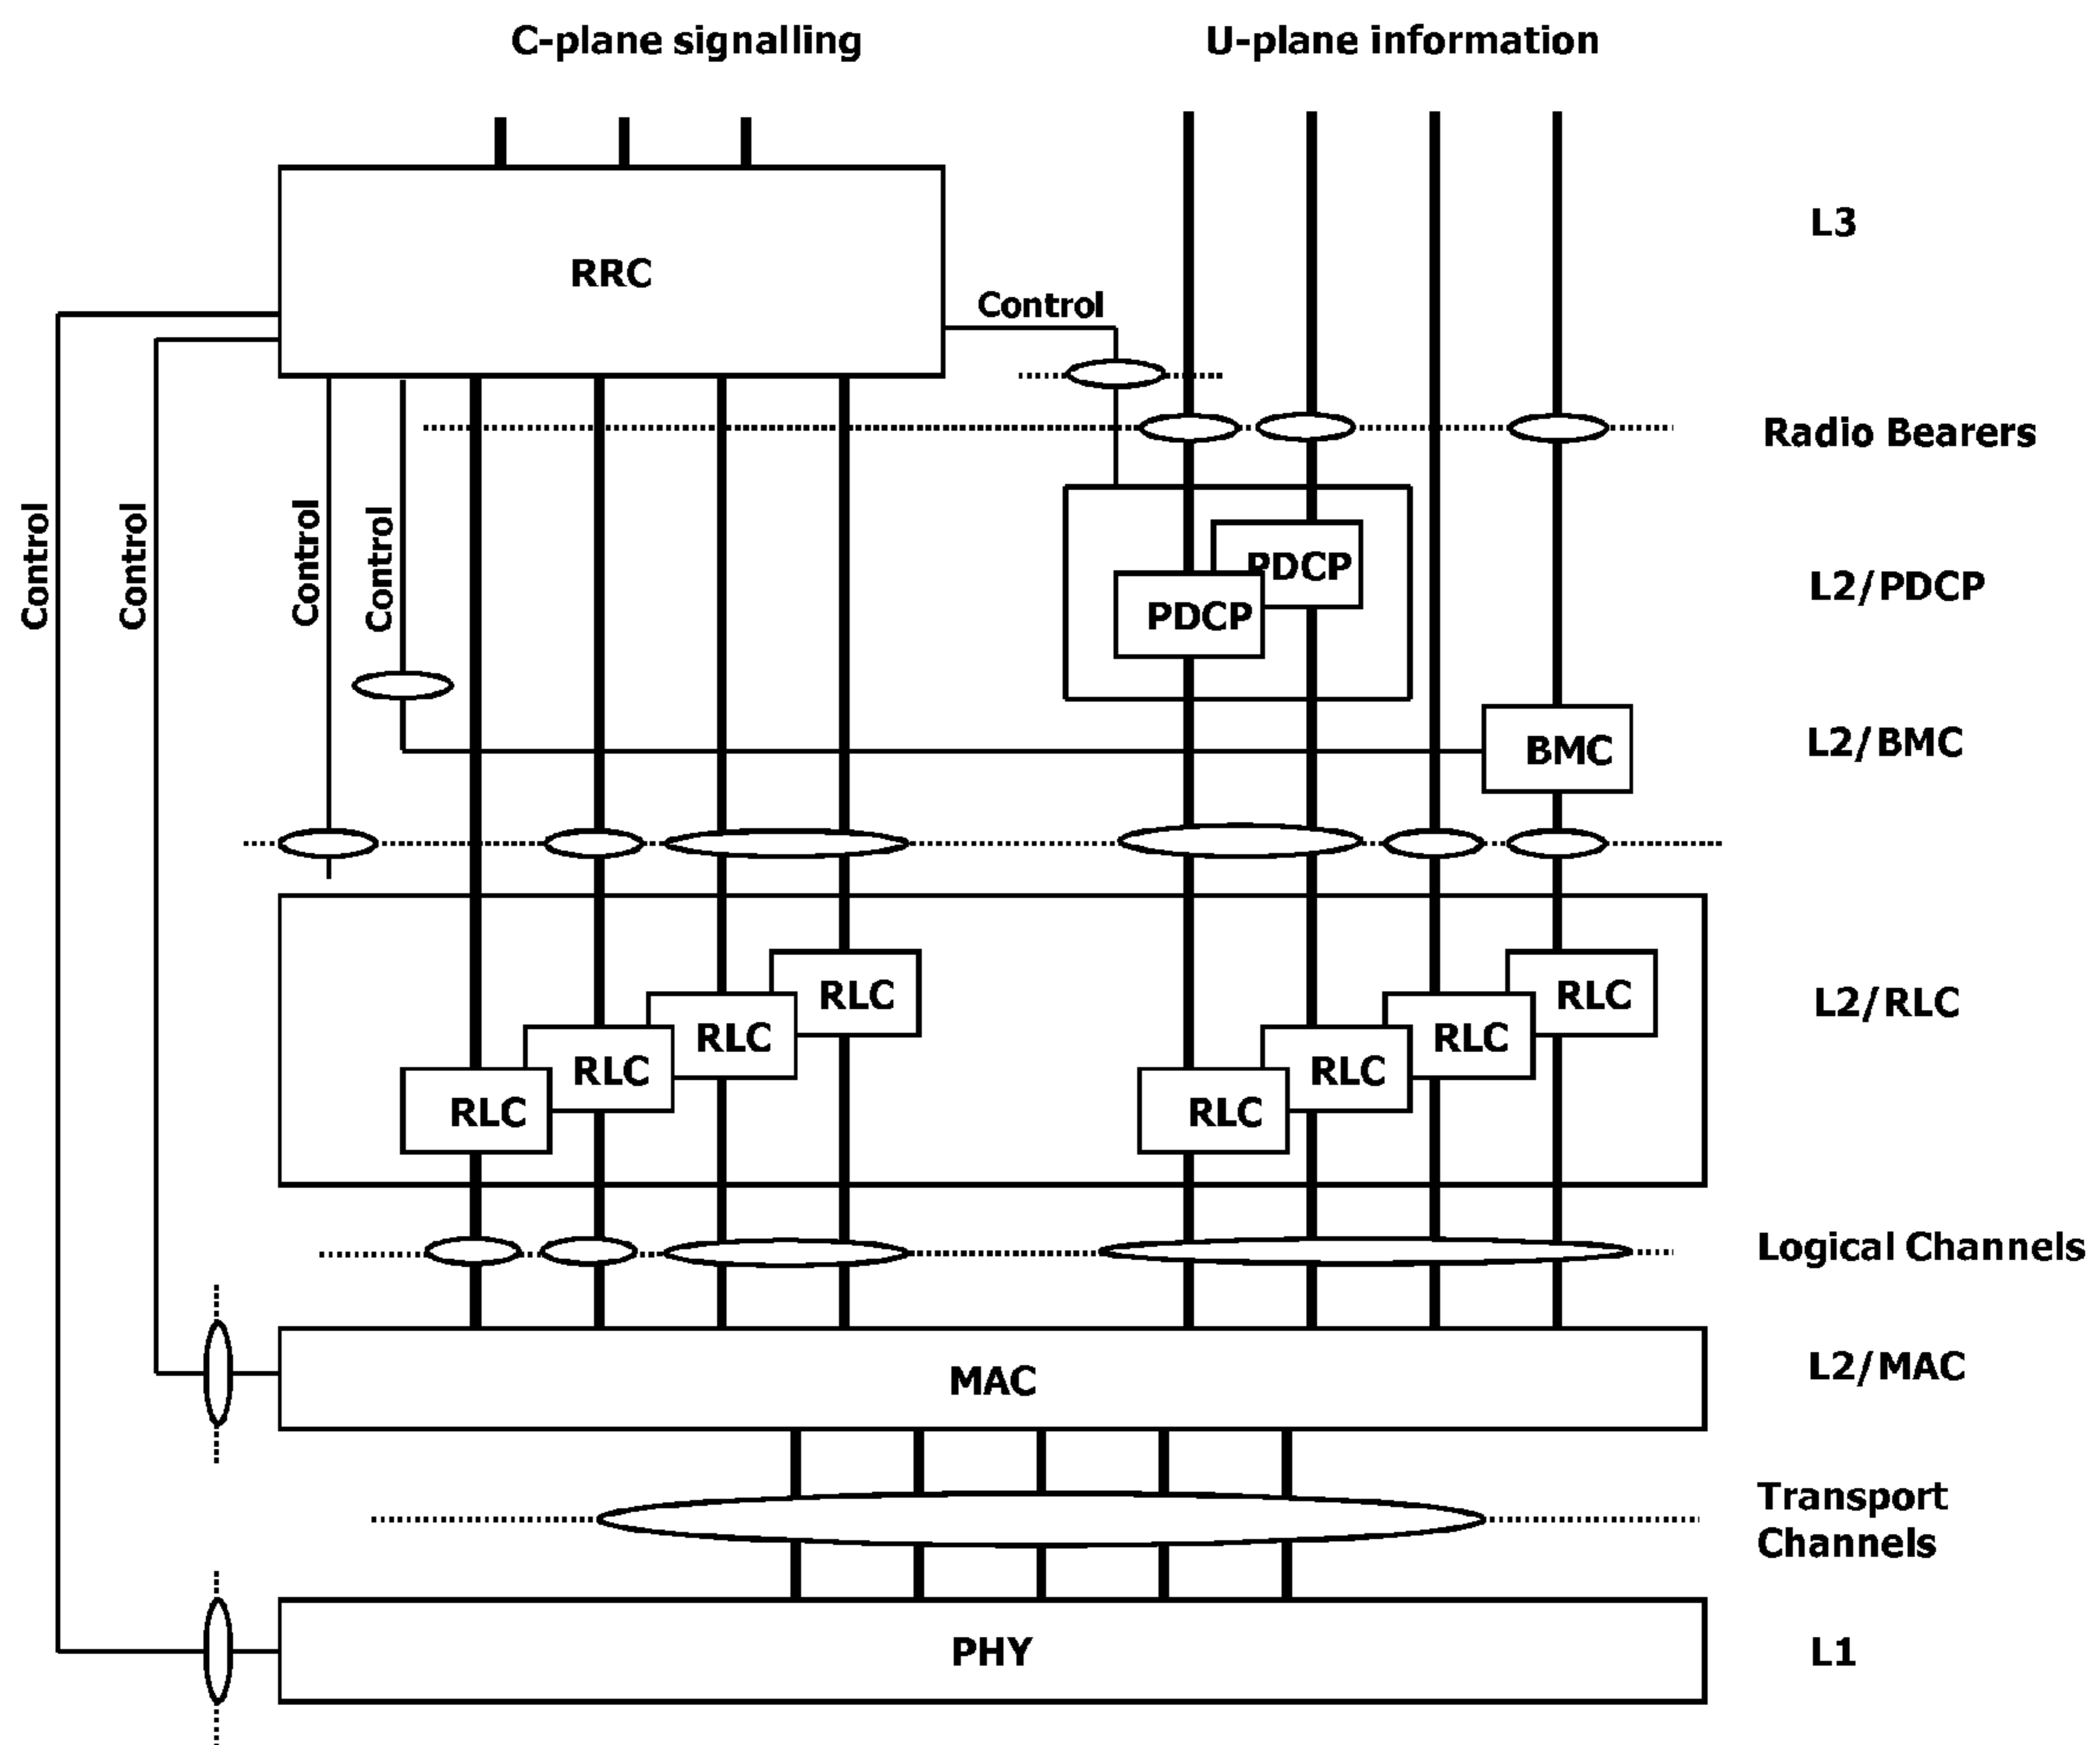 C-plane signalling
U-plane information
L3
RRC
Control
Radio Bearers
Control
Control
Control
Control
PDCP
PDCP
L2/PDCP
BMC
L2/BMC
RLC
RLC
RLC
RLC
RLC
RLC
RLC
RLC
L2/RLC
Logical Channels
MAC
L2/MAC
Transport
Channels
PHY
L1